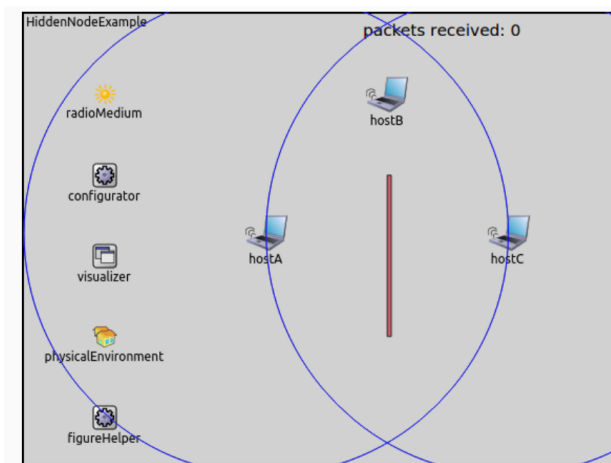 HiddenNodeExample
packets received: 0
radioMedium
hostB
configurator
hostA
hostC
visualizer
physicalEnvironment
figureHelper